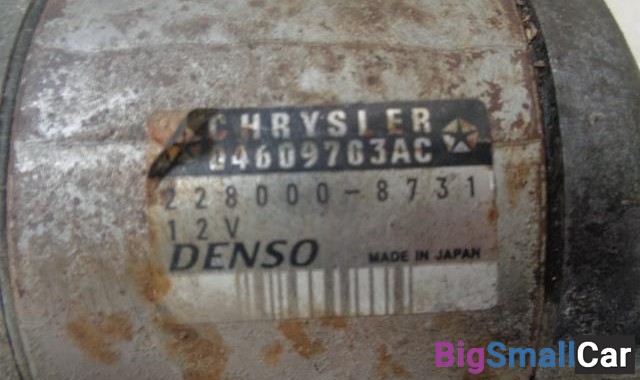 CHRYSLER
04609703AC
228000-8731
12V
DENSO MADE IN JAPAN
BigSmallCar